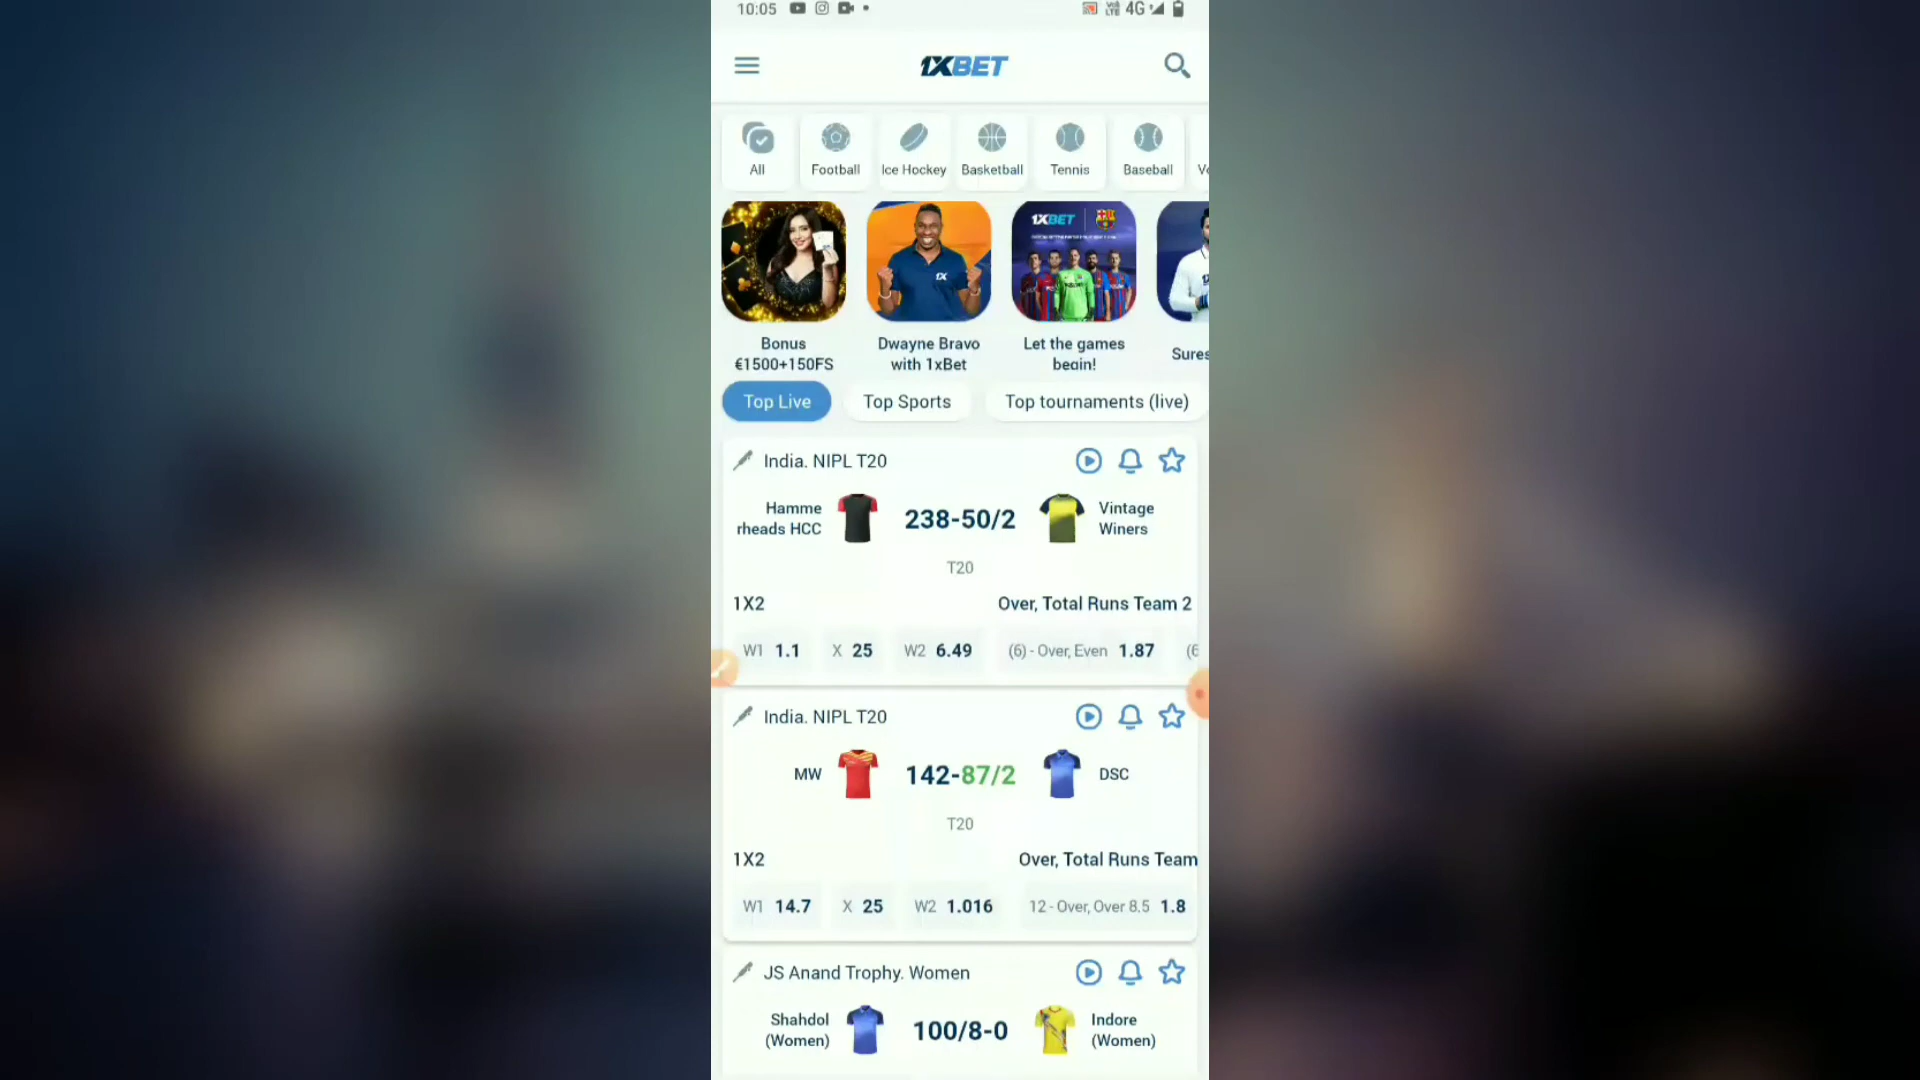 10:05
VoLTE 4G
1XBET
All
Football
Ice Hockey
Basketball
Tennis
Baseball
1XBET
1X
Bonus
€1500+150FS
Dwayne Bravo
with 1xBet
Let the games
begin!
Sures
Top Live
Top Sports
Top tournaments (live)
India. NIPL T20
Hamme
rheads HCC
238-50/2
Vintage
Winers
T20
1X2
Over, Total Runs Team 2
W1 1.1
X 25
W2 6.49
(6) - Over, Even 1.87
(6
India. NIPL T20
MW
142-87/2
DSC
T20
1X2
Over, Total Runs Team
W1 14.7
X 25
W2 1.016
12 - Over, Over 8.5 1.8
JS Anand Trophy. Women
Shahdol
(Women)
100/8-0
Indore
(Women)